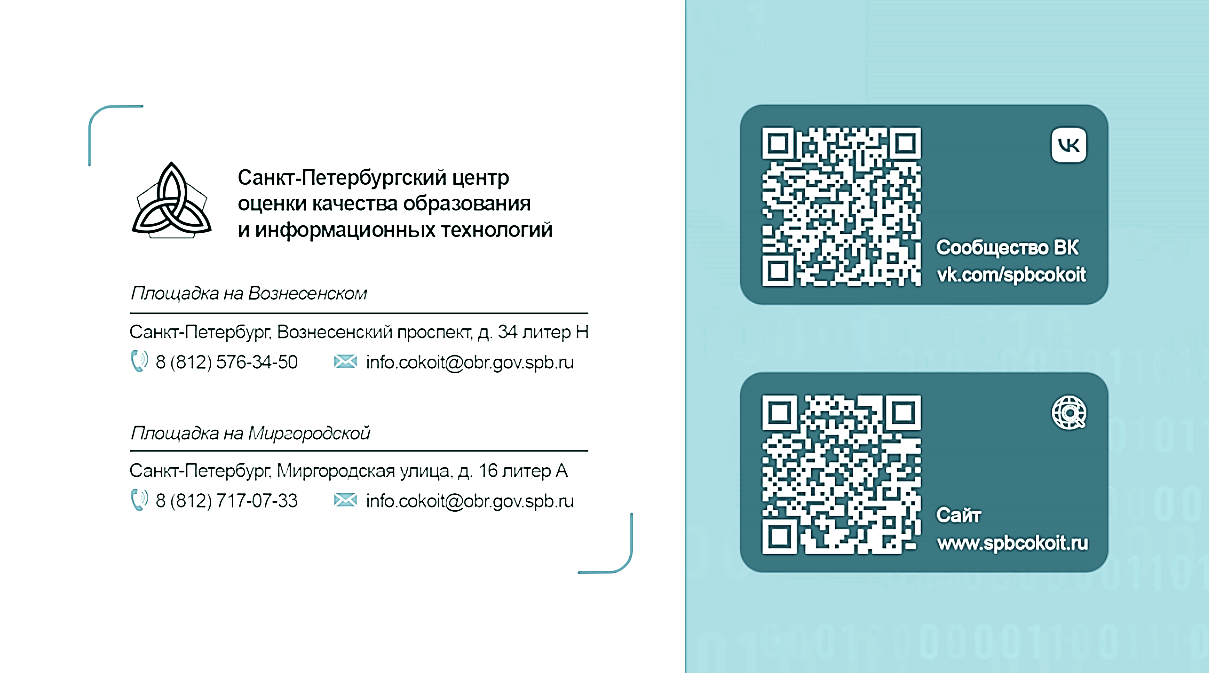 Санкт-Петербургский центр
оценки качества образования
и информационных технологий
Площадка на Вознесенском
Санкт-Петербург, Вознесенский проспект, д. 34 литер Н
8 (812) 576-34-50 info.cokoit@obr.gov.spb.ru
Площадка на Миргородской
Санкт-Петербург, Миргородская улица, д. 16 литер А
8 (812) 717-07-33 info.cokoit@obr.gov.spb.ru
VK
Сообщество ВК
vk.com/spbcokoit
Сайт
www.spbcokoit.ru